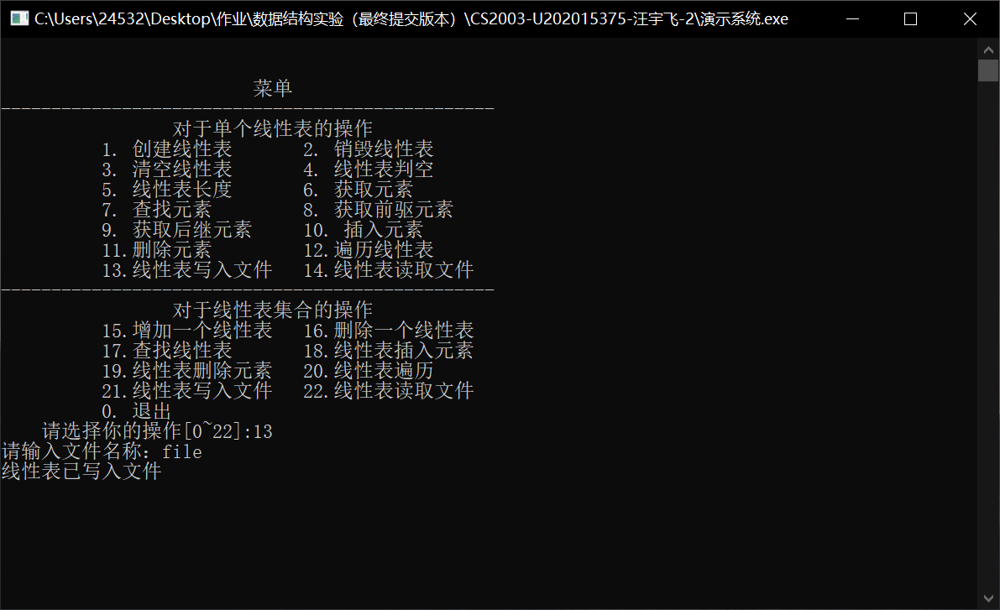 C:\Users\24532\Desktop\作业\数据结构实验（最终提交版本）\CS2003-U202015375-汪宇飞-2\演示系统.exe
菜单
-------------------------------------------------
对于单个线性表的操作
1. 创建线性表 2. 销毁线性表
3. 清空线性表 4. 线性表判空
5. 线性表长度 6. 获取元素
7. 查找元素 8. 获取前驱元素
9. 获取后继元素 10. 插入元素
11.删除元素 12.遍历线性表
13.线性表写入文件 14.线性表读取文件
-------------------------------------------------
对于线性表集合的操作
15.增加一个线性表 16.删除一个线性表
17.查找线性表 18.线性表插入元素
19.线性表删除元素 20.线性表遍历
21.线性表写入文件 22.线性表读取文件
0. 退出
请选择你的操作[0~22]:13
请输入文件名称：file
线性表已写入文件